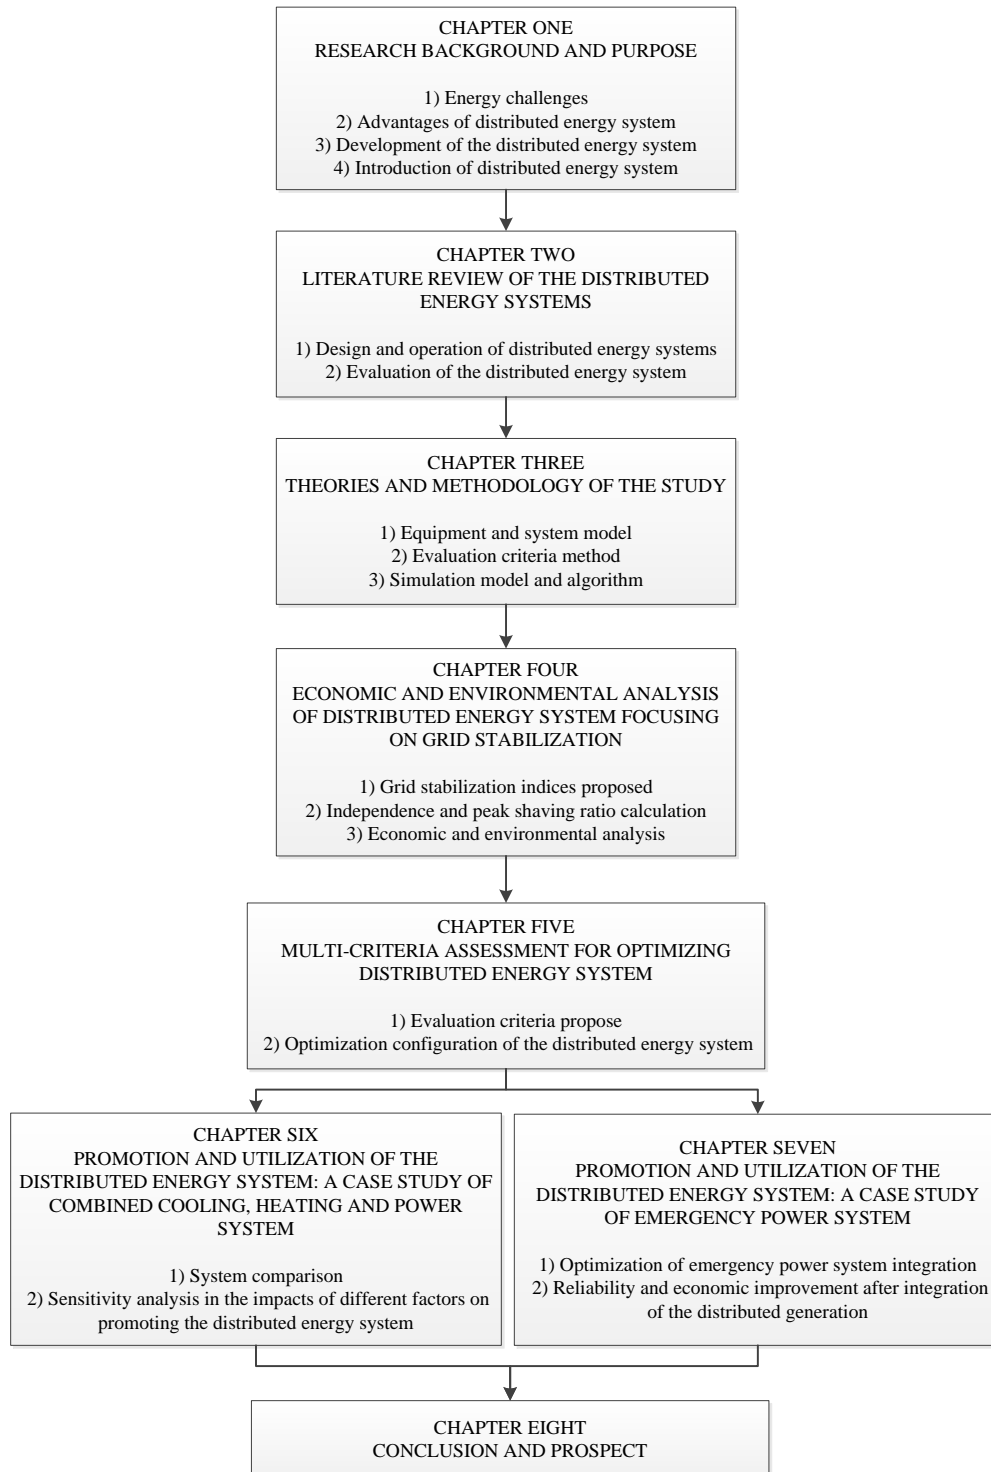 CHAPTER ONE
RESEARCH BACKGROUND AND PURPOSE
1) Energy challenges
2) Advantages of distributed energy system
3) Development of the distributed energy system
4) Introduction of distributed energy system
CHAPTER TWO
LITERATURE REVIEW OF THE DISTRIBUTED
ENERGY SYSTEMS
1) Design and operation of distributed energy systems
2) Evaluation of the distributed energy system
CHAPTER THREE
THEORIES AND METHODOLOGY OF THE STUDY
1) Equipment and system model
2) Evaluation criteria method
3) Simulation model and algorithm
CHAPTER FOUR
ECONOMIC AND ENVIRONMENTAL ANALYSIS
OF DISTRIBUTED ENERGY SYSTEM FOCUSING
ON GRID STABILIZATION
1) Grid stabilization indices proposed
2) Independence and peak shaving ratio calculation
3) Economic and environmental analysis
CHAPTER FIVE
MULTI-CRITERIA ASSESSMENT FOR OPTIMIZING
DISTRIBUTED ENERGY SYSTEM
1) Evaluation criteria propose
2) Optimization configuration of the distributed energy system
CHAPTER SIX
PROMOTION AND UTILIZATION OF THE
DISTRIBUTED ENERGY SYSTEM: A CASE STUDY OF
COMBINED COOLING, HEATING AND POWER
SYSTEM
1) System comparison
2) Sensitivity analysis in the impacts of different factors on
promoting the distributed energy system
CHAPTER SEVEN
PROMOTION AND UTILIZATION OF THE
DISTRIBUTED ENERGY SYSTEM: A CASE STUDY
OF EMERGENCY POWER SYSTEM
1) Optimization of emergency power system integration
2) Reliability and economic improvement after integration
of the distributed generation
CHAPTER EIGHT
CONCLUSION AND PROSPECT